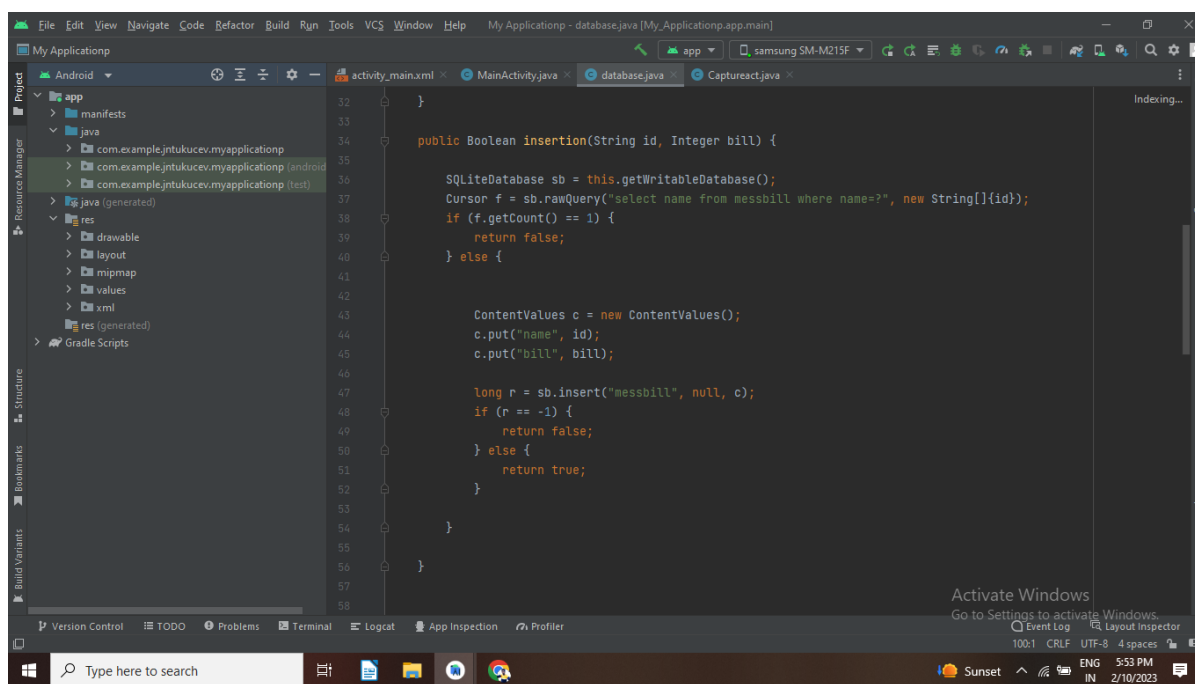 File Edit View Navigate Code Refactor Build Run Tools VCS Window Help My Applicationp - database.java [My_Applicationp.app.main]
My Applicationp app samsung SM-M215F
Android activity_main.xml MainActivity.java database.java Captureact.java
Project
Resource Manager
Structure
Bookmarks
Build Variants
app
manifests
java
com.example.jntukucev.myapplicationp
com.example.jntukucev.myapplicationp (android
com.example.jntukucev.myapplicationp (test)
java (generated)
res
drawable
layout
mipmap
values
xml
res (generated)
Gradle Scripts
Indexing...
32 }
33
34 public Boolean insertion(String id, Integer bill) {
35
36 SQLiteDatabase sb = this.getWritableDatabase();
37 Cursor f = sb.rawQuery("select name from messbill where name=?", new String[]{id});
38 if (f.getCount() == 1) {
39 return false;
40 } else {
41
42
43 ContentValues c = new ContentValues();
44 c.put("name", id);
45 c.put("bill", bill);
46
47 long r = sb.insert("messbill", null, c);
48 if (r == -1) {
49 return false;
50 } else {
51 return true;
52 }
53
54 }
55
56 }
57
58
Activate Windows
Go to Settings to activate Windows.
Version Control TODO Problems Terminal Logcat App Inspection Profiler Event Log Layout Inspector
100:1 CRLF UTF-8 4 spaces
Type here to search Sunset ENG IN 5:53 PM 2/10/2023